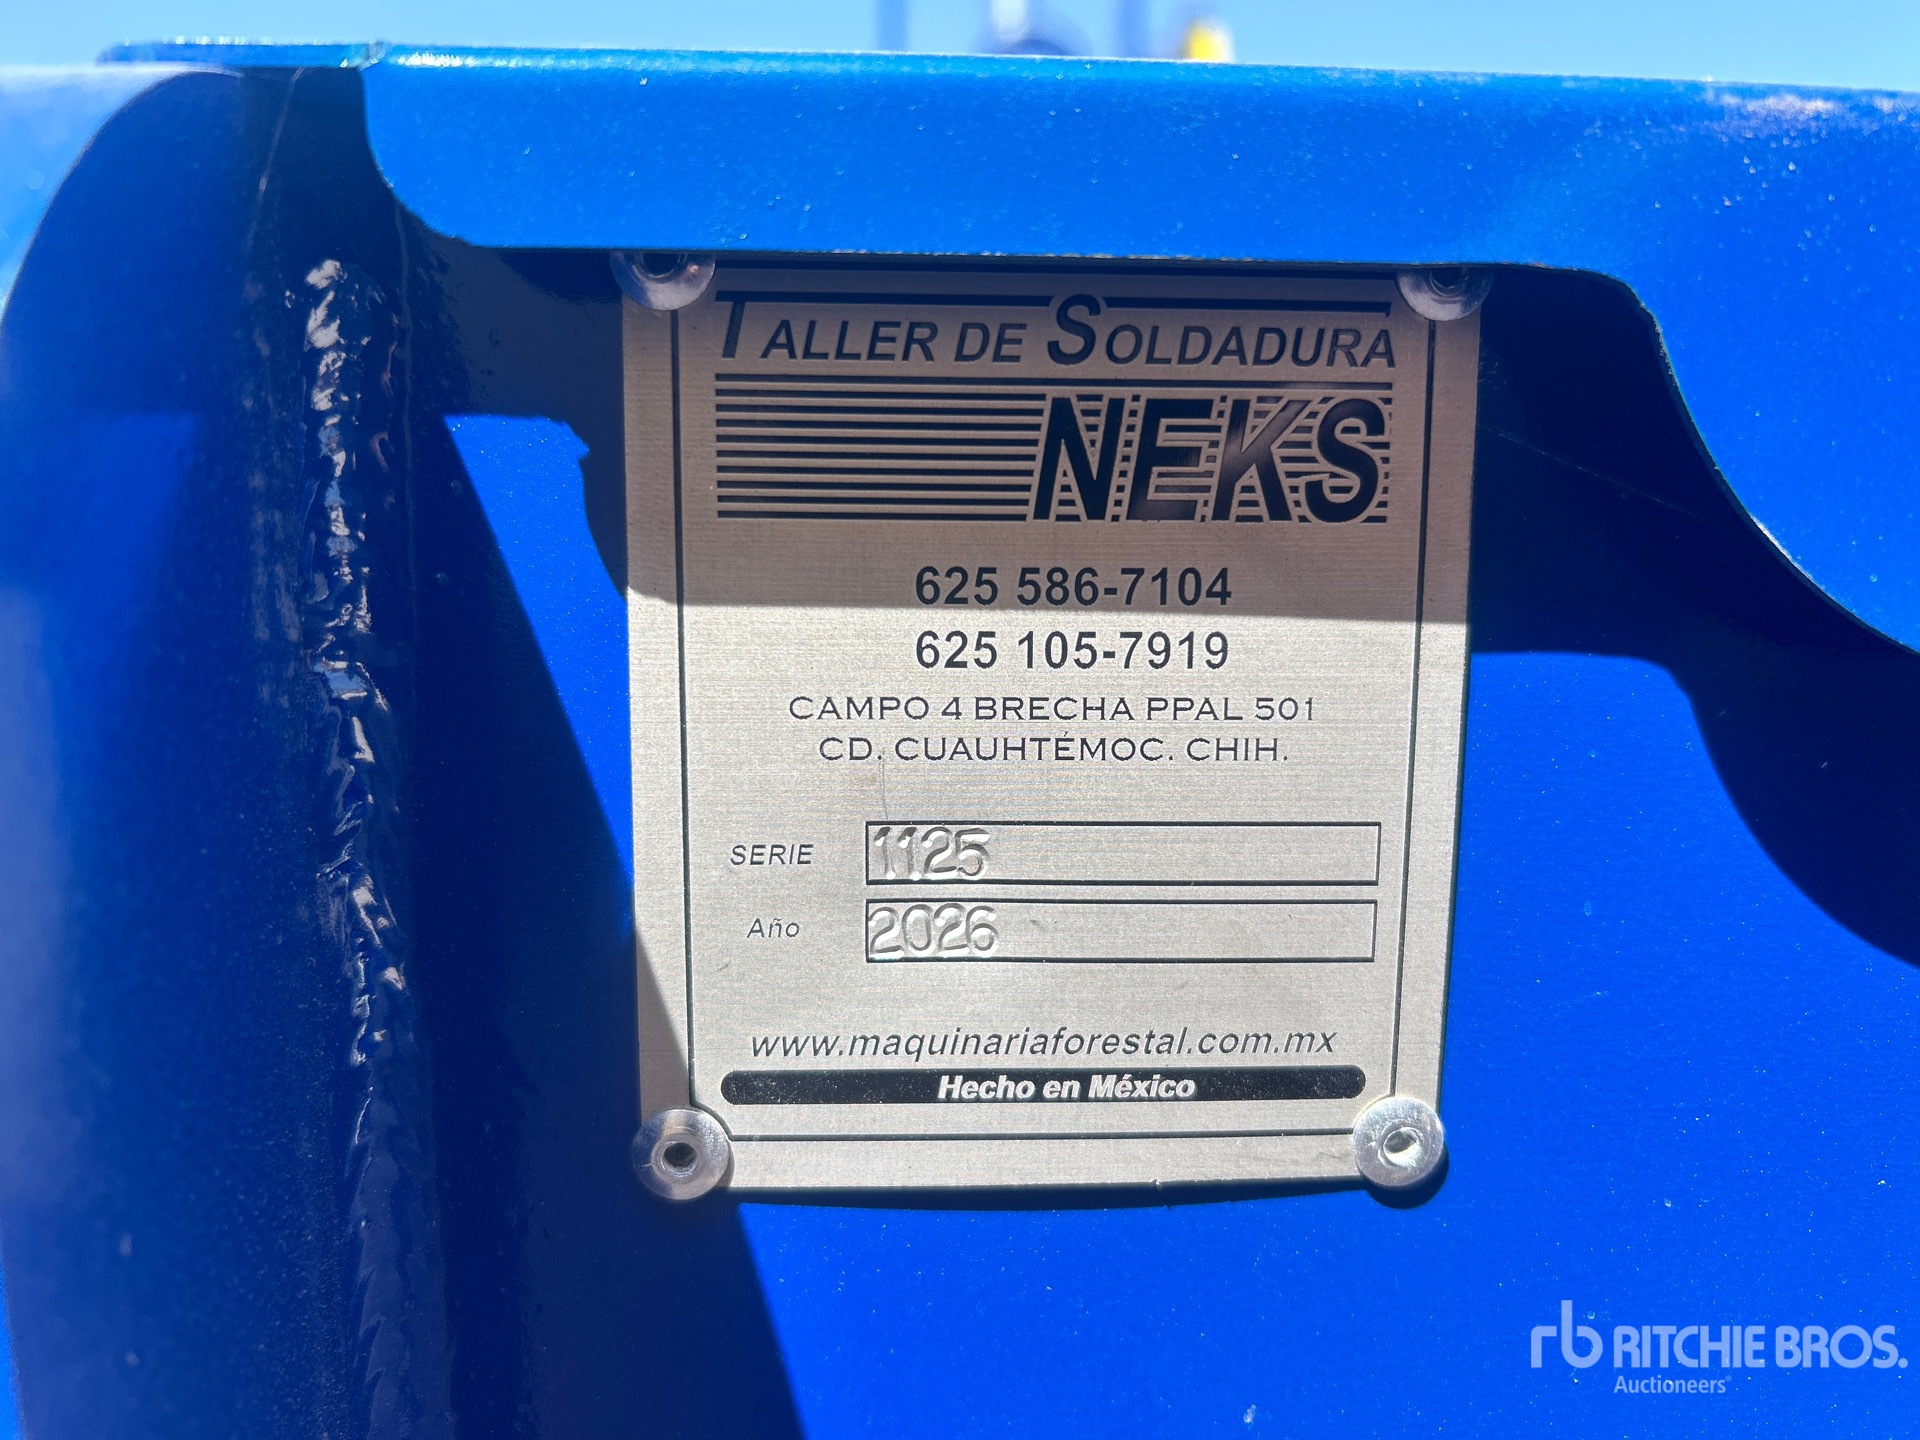 TALLER DE SOLDADURA
NEKS
625 586-7104
625 105-7919
CAMPO 4 BRECHA PPAL 501
CD. CUAUHTÉMOC. CHIH.
SERIE 1125
Año 2026
www.maquinariaforestal.com.mx
Hecho en México
rb RITCHIE BROS.
Auctioneers